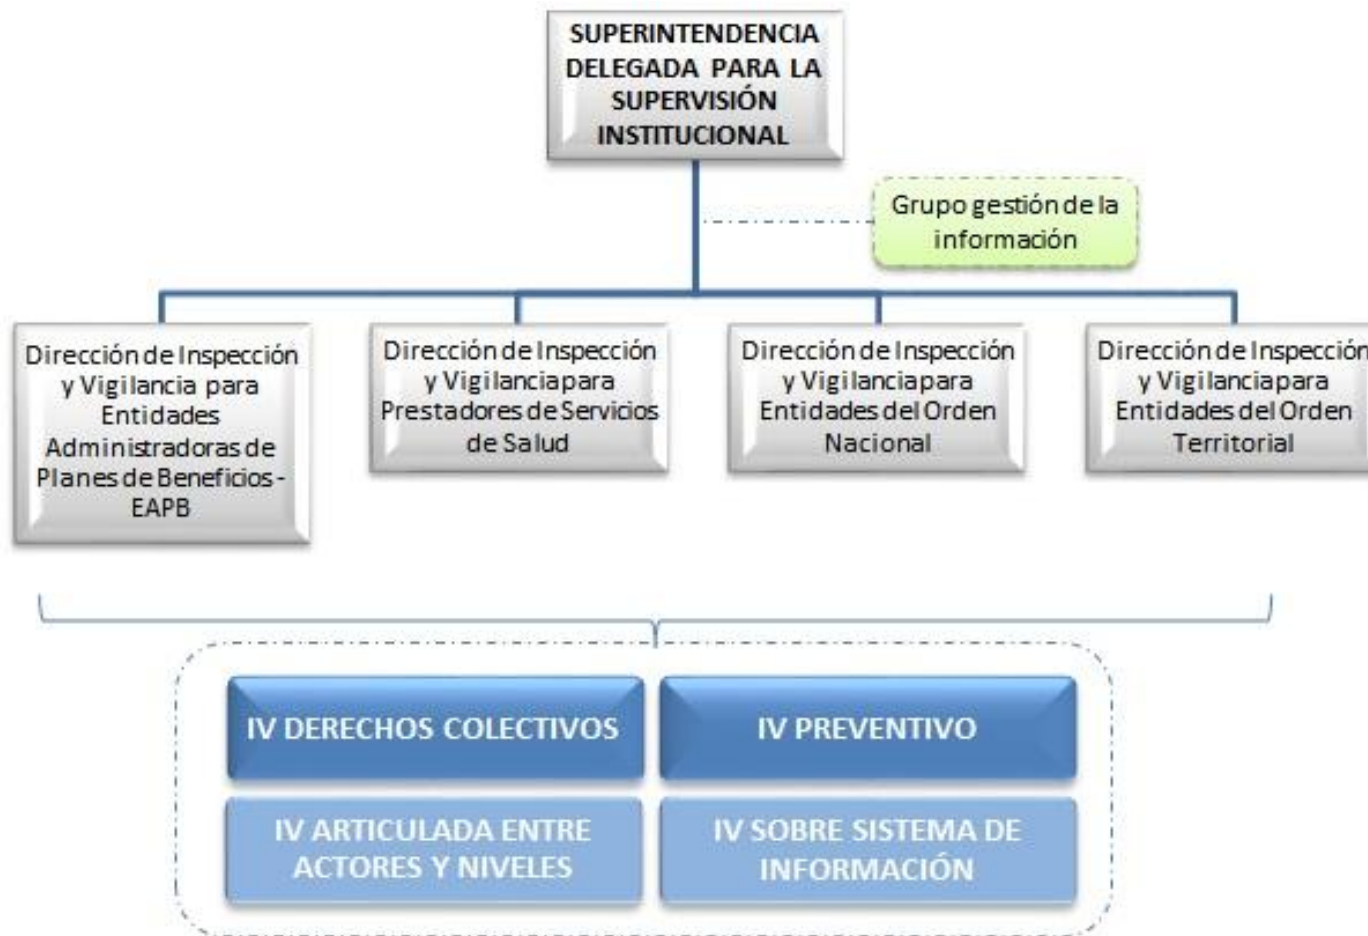 SUPERINTENDENCIA
DELEGADA PARA LA
SUPERVISIÓN
INSTITUCIONAL
Grupo gestión de la
información
Dirección de Inspección
y Vigilancia para
Entidades
Administradoras de
Planes de Beneficios -
EAPB
Dirección de Inspección
y Vigilancia para
Prestadores de Servicios
de Salud
Dirección de Inspección
y Vigilancia para
Entidades del Orden
Nacional
Dirección de Inspección
y Vigilancia para
Entidades del Orden
Territorial
IV DERECHOS COLECTIVOS
IV PREVENTIVO
IV ARTICULADA ENTRE
ACTORES Y NIVELES
IV SOBRE SISTEMA DE
INFORMACIÓN